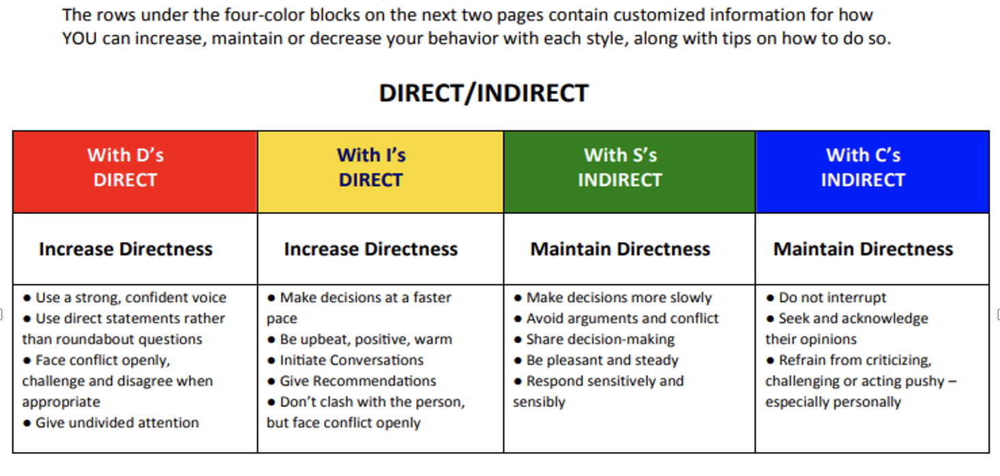 The rows under the four-color blocks on the next two pages contain customized information for how
YOU can increase, maintain or decrease your behavior with each style, along with tips on how to do so.
DIRECT/INDIRECT
With D’s
DIRECT
With I’s
DIRECT
With S’s
INDIRECT
With C’s
INDIRECT
Increase Directness
Increase Directness
Maintain Directness
Maintain Directness
● Use a strong, confident voice
● Use direct statements rather
than roundabout questions
● Face conflict openly,
challenge and disagree when
appropriate
● Give undivided attention
● Make decisions at a faster
pace
● Be upbeat, positive, warm
● Initiate Conversations
● Give Recommendations
● Don’t clash with the person,
but face conflict openly
● Make decisions more slowly
● Avoid arguments and conflict
● Share decision-making
● Be pleasant and steady
● Respond sensitively and
sensibly
● Do not interrupt
● Seek and acknowledge
their opinions
● Refrain from criticizing,
challenging or acting pushy –
especially personally